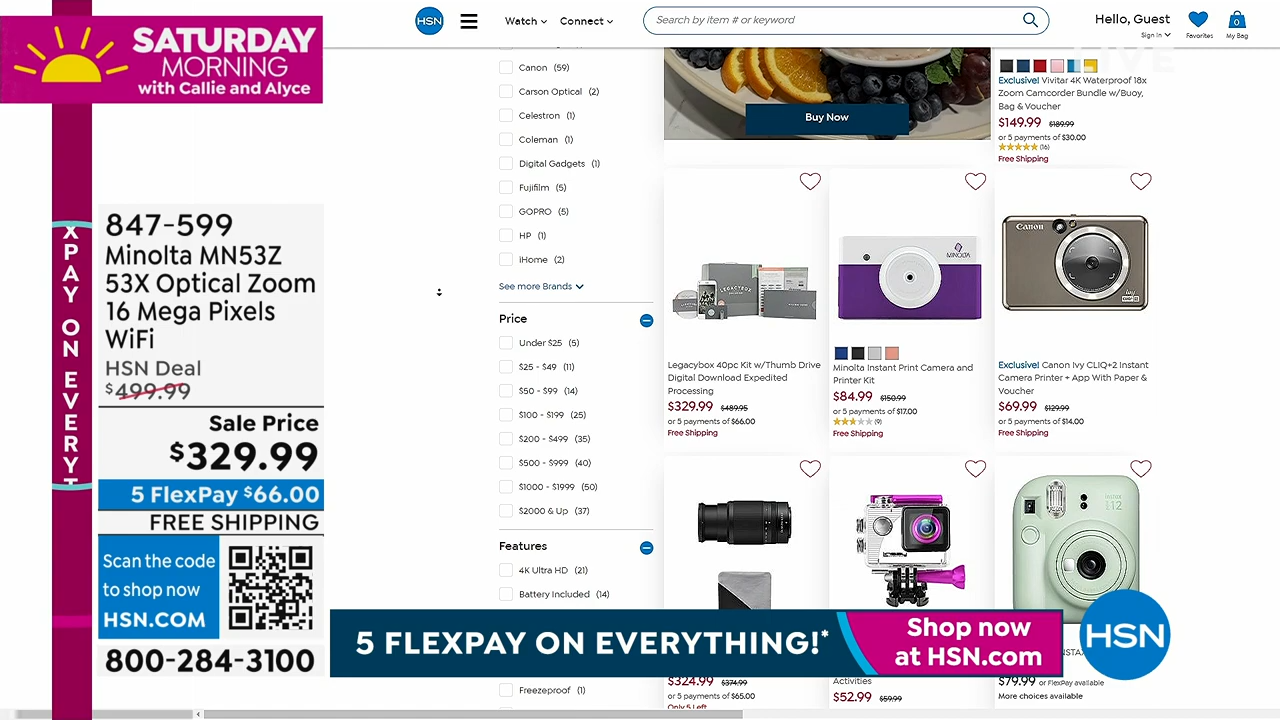 SATURDAY
MORNING
with Callie and Alyce
XPAY ON EVERY
847-599
Minolta MN53Z
53X Optical Zoom
16 Mega Pixels
WiFi
HSN Deal
$499.99
Sale Price
$329.99
5 FlexPay $66.00
FREE SHIPPING
Scan the code
to shop now
HSN.COM
800-284-3100
HSN
Watch
Connect
Search by item # or keyword
Hello, Guest
Sign In
Favorites
0
My Bag
LIVE
Canon (59)
Carson Optical (2)
Celestron (1)
Coleman (1)
Digital Gadgets (1)
Fujifilm (5)
GOPRO (5)
HP (1)
iHome (2)
See more Brands
Price
Under $25 (5)
$25 - $49 (11)
$50 - $99 (14)
$100 - $199 (25)
$200 - $499 (35)
$500 - $999 (40)
$1000 - $1999 (50)
$2000 & Up (37)
Features
4K Ultra HD (21)
Battery Included (14)
Freezeproof (1)
Buy Now
Exclusive! Vivitar 4K Waterproof 18x
Zoom Camcorder Bundle w/Buoy,
Bag & Voucher
$149.99 $189.99
or 5 payments of $30.00
(16)
Free Shipping
LEGACYBOX
Legacybox 40pc Kit w/Thumb Drive
Digital Download Expedited
Processing
$329.99 $489.95
or 5 payments of $66.00
Free Shipping
MINOLTA
Minolta Instant Print Camera and
Printer Kit
$84.99 $150.99
or 5 payments of $17.00
(9)
Free Shipping
Canon
Exclusive! Canon Ivy CLIQ+2 Instant
Camera Printer + App With Paper &
Voucher
$69.99 $129.99
or 5 payments of $14.00
Free Shipping
$324.99 $374.99
or 5 payments of $65.00
Only 5 Left
Activities
$52.99 $59.99
$79.99 or FlexPay available
More choices available
5 FLEXPAY ON EVERYTHING!*
Shop now
at HSN.com
HSN